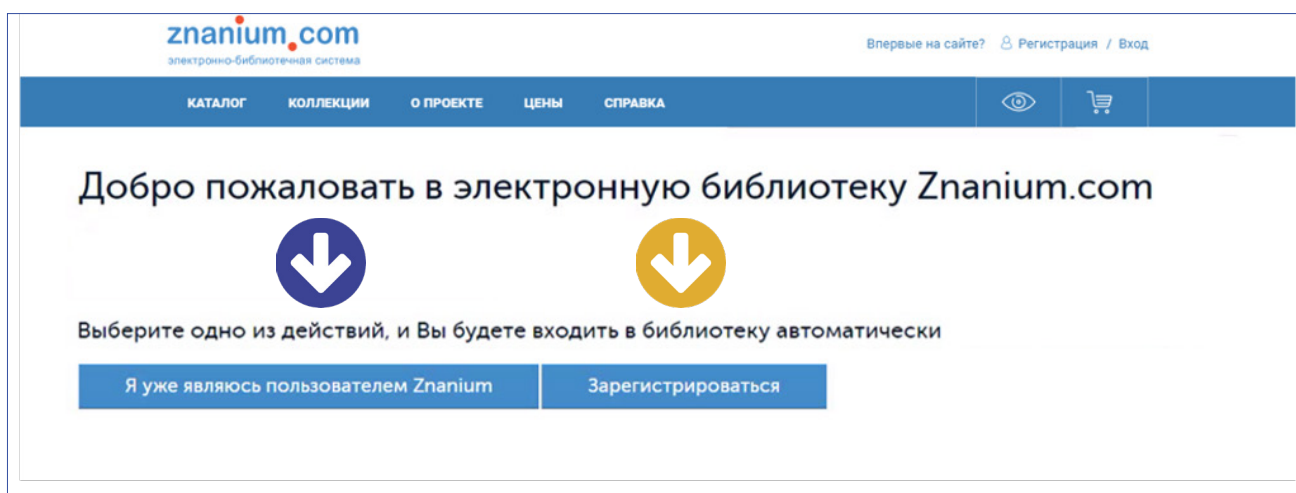 znanium.com
электронно-библиотечная система
Впервые на сайте? Регистрация / Вход
КАТАЛОГ КОЛЛЕКЦИИ О ПРОЕКТЕ ЦЕНЫ СПРАВКА
Добро пожаловать в электронную библиотеку Znanium.com
Выберите одно из действий, и Вы будете входить в библиотеку автоматически
Я уже являюсь пользователем Znanium Зарегистрироваться